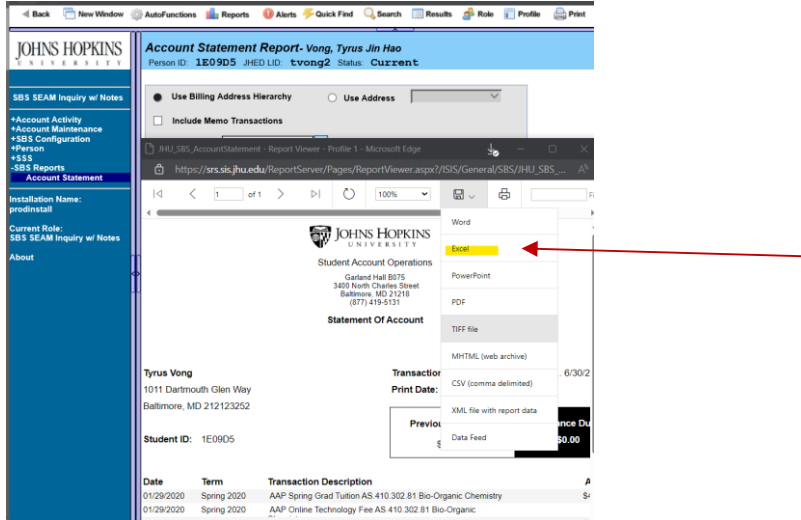 Back New Window AutoFunctions Reports Alerts Quick Find Search Results Role Profile Print
JOHNS HOPKINS
UNIVERSITY
SBS SEAM Inquiry w/ Notes
+Account Activity
+Account Maintenance
+SBS Configuration
+Person
+SSS
-SBS Reports
Account Statement
Installation Name:
prodinstall
Current Role:
SBS SEAM Inquiry w/ Notes
About
Account Statement Report- Vong, Tyrus Jin Hao
Person ID: 1E09D5 JHED LID: tvong2 Status: Current
Use Billing Address Hierarchy Use Address
Include Memo Transactions
JHU_SBS_AccountStatement - Report Viewer - Profile 1 - Microsoft Edge
https://srs.sis.jhu.edu/ReportServer/Pages/ReportViewer.aspx?/ISIS/General/SBS/JHU_SBS_...
1 of 1 100%
Word
Excel
PowerPoint
PDF
TIFF file
MHTML (web archive)
CSV (comma delimited)
XML file with report data
Data Feed
JOHNS HOPKINS
UNIVERSITY
Student Account Operations
Garland Hall B075
3400 North Charles Street
Baltimore, MD 21218
(877) 419-5131
Statement Of Account
Tyrus Vong Transaction 6/30/2
1011 Dartmouth Glen Way Print Date:
Baltimore, MD 212123252
Previou nce Du
Student ID: 1E09D5 $0.00
Date Term Transaction Description A
01/29/2020 Spring 2020 AAP Spring Grad Tuition AS.410.302.81 Bio-Organic Chemistry $4
01/29/2020 Spring 2020 AAP Online Technology Fee AS.410.302.81 Bio-Organic